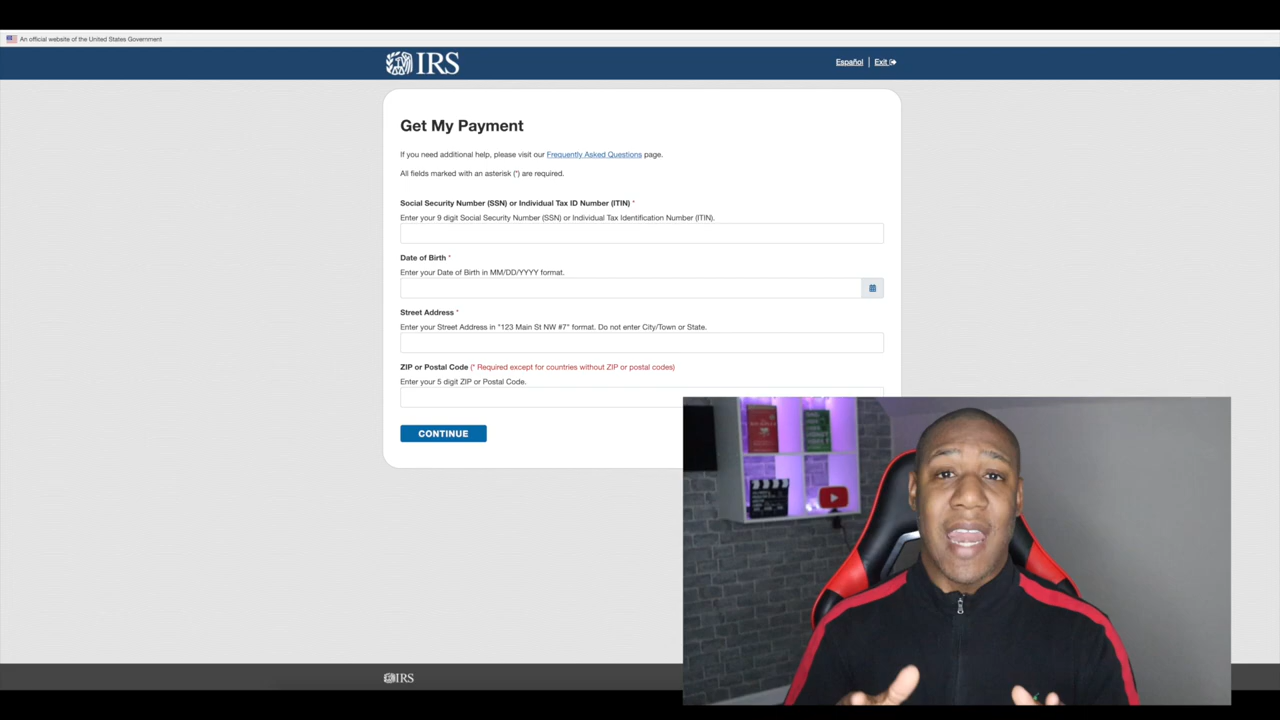 An official website of the United States Government
IRS
Español
Exit
Get My Payment
If you need additional help, please visit our Frequently Asked Questions page.
All fields marked with an asterisk (*) are required.
Social Security Number (SSN) or Individual Tax ID Number (ITIN) *
Enter your 9 digit Social Security Number (SSN) or Individual Tax Identification Number (ITIN).
Date of Birth *
Enter your Date of Birth in MM/DD/YYYY format.
Street Address *
Enter your Street Address in "123 Main St NW #7" format. Do not enter City/Town or State.
ZIP or Postal Code (* Required except for countries without ZIP or postal codes)
Enter your 5 digit ZIP or Postal Code.
CONTINUE
IRS